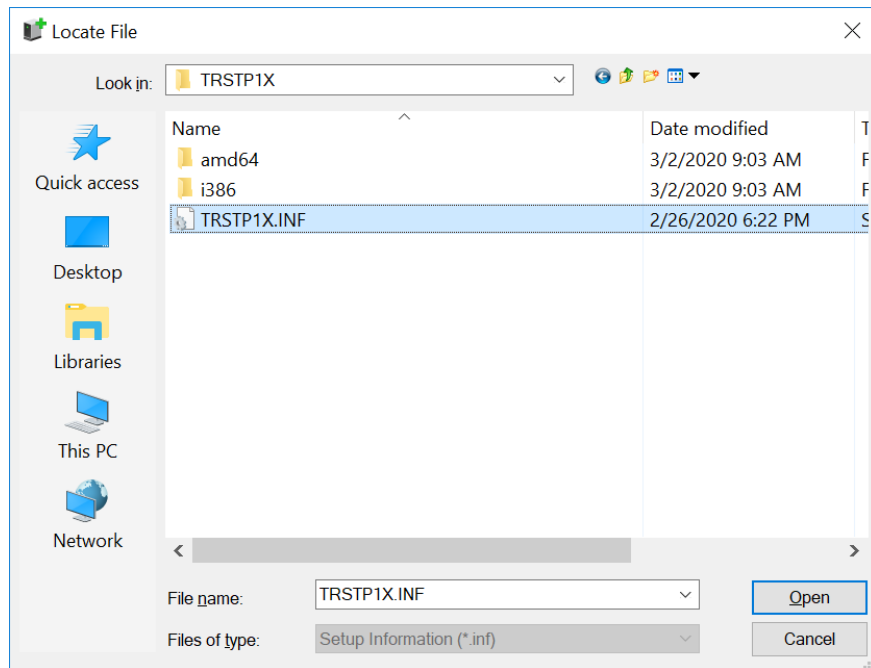 Locate File
Look in: TRSTP1X
Name Date modified T
amd64 3/2/2020 9:03 AM F
i386 3/2/2020 9:03 AM F
TRSTP1X.INF 2/26/2020 6:22 PM S
Quick access
Desktop
Libraries
This PC
Network
File name: TRSTP1X.INF Open
Files of type: Setup Information (*.inf) Cancel